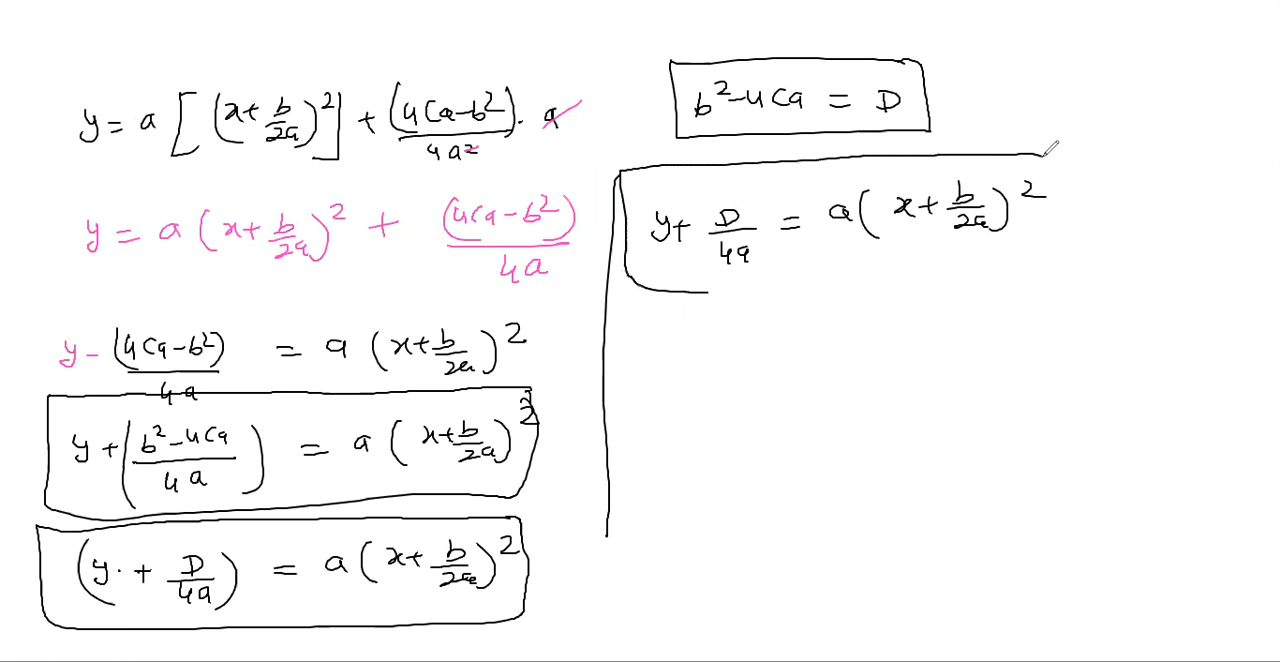 y = a [(x + b/2a)²] + (4Ca - b²)/4a² · a
y = a (x + b/2a)² + (4Ca - b²)/4a
y - (4Ca - b²)/4a = a (x + b/2a)²
y + (b² - 4Ca / 4a) = a (x + b/2a)²
(y · + D/4a) = a (x + b/2a)²
b² - 4Ca = D
y + D/4a = a (x + b/2a)²